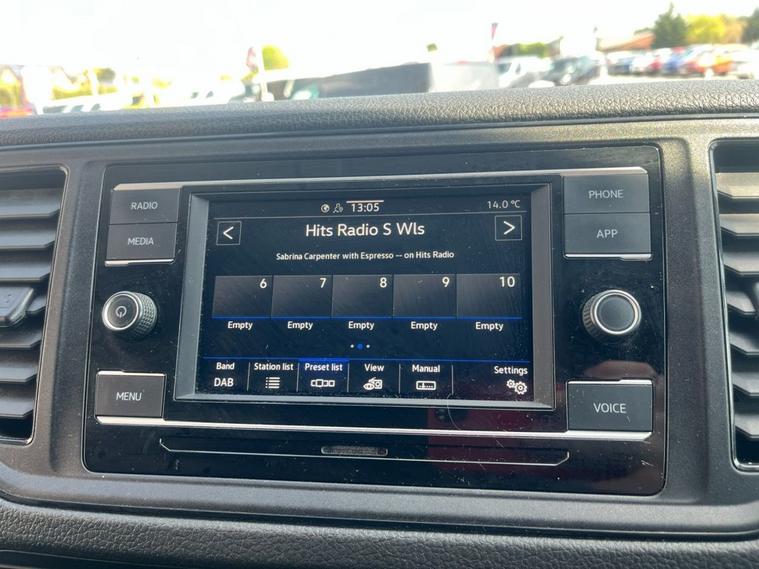 RADIO
MEDIA
MENU
13:05
14.0 °C
<
Hits Radio S Wls
>
Sabrina Carpenter with Espresso -- on Hits Radio
6 7 8 9 10
Empty Empty Empty Empty Empty
Band Station list Preset list View Manual Settings
DAB
PHONE
APP
VOICE